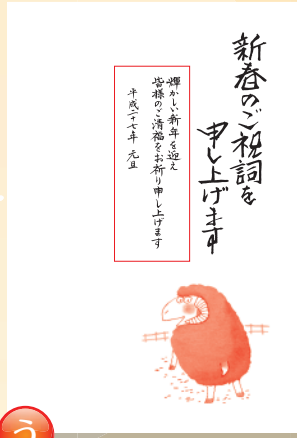 新春のご祝詞を
申し上げます
輝かしい新年を迎え
皆様のご清福をお祈り申し上げます
平成二十七年 元旦
う